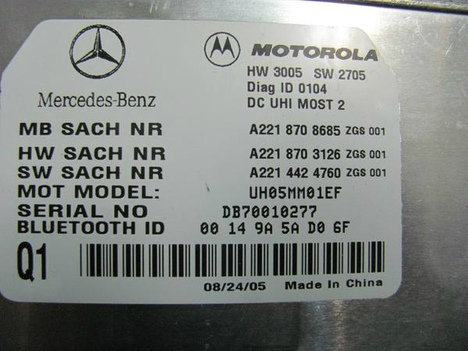 MOTOROLA
HW 3005 SW 2705
Diag ID 0104
DC UHI MOST 2
Mercedes-Benz
MB SACH NR A221 870 8685 ZGS 001
HW SACH NR A221 870 3126 ZGS 001
SW SACH NR A221 442 4760 ZGS 001
MOT MODEL: UH05MM01EF
SERIAL NO DB70010277
BLUETOOTH ID 00 14 9A 5A D0 6F
Q1
08/24/05 Made In China